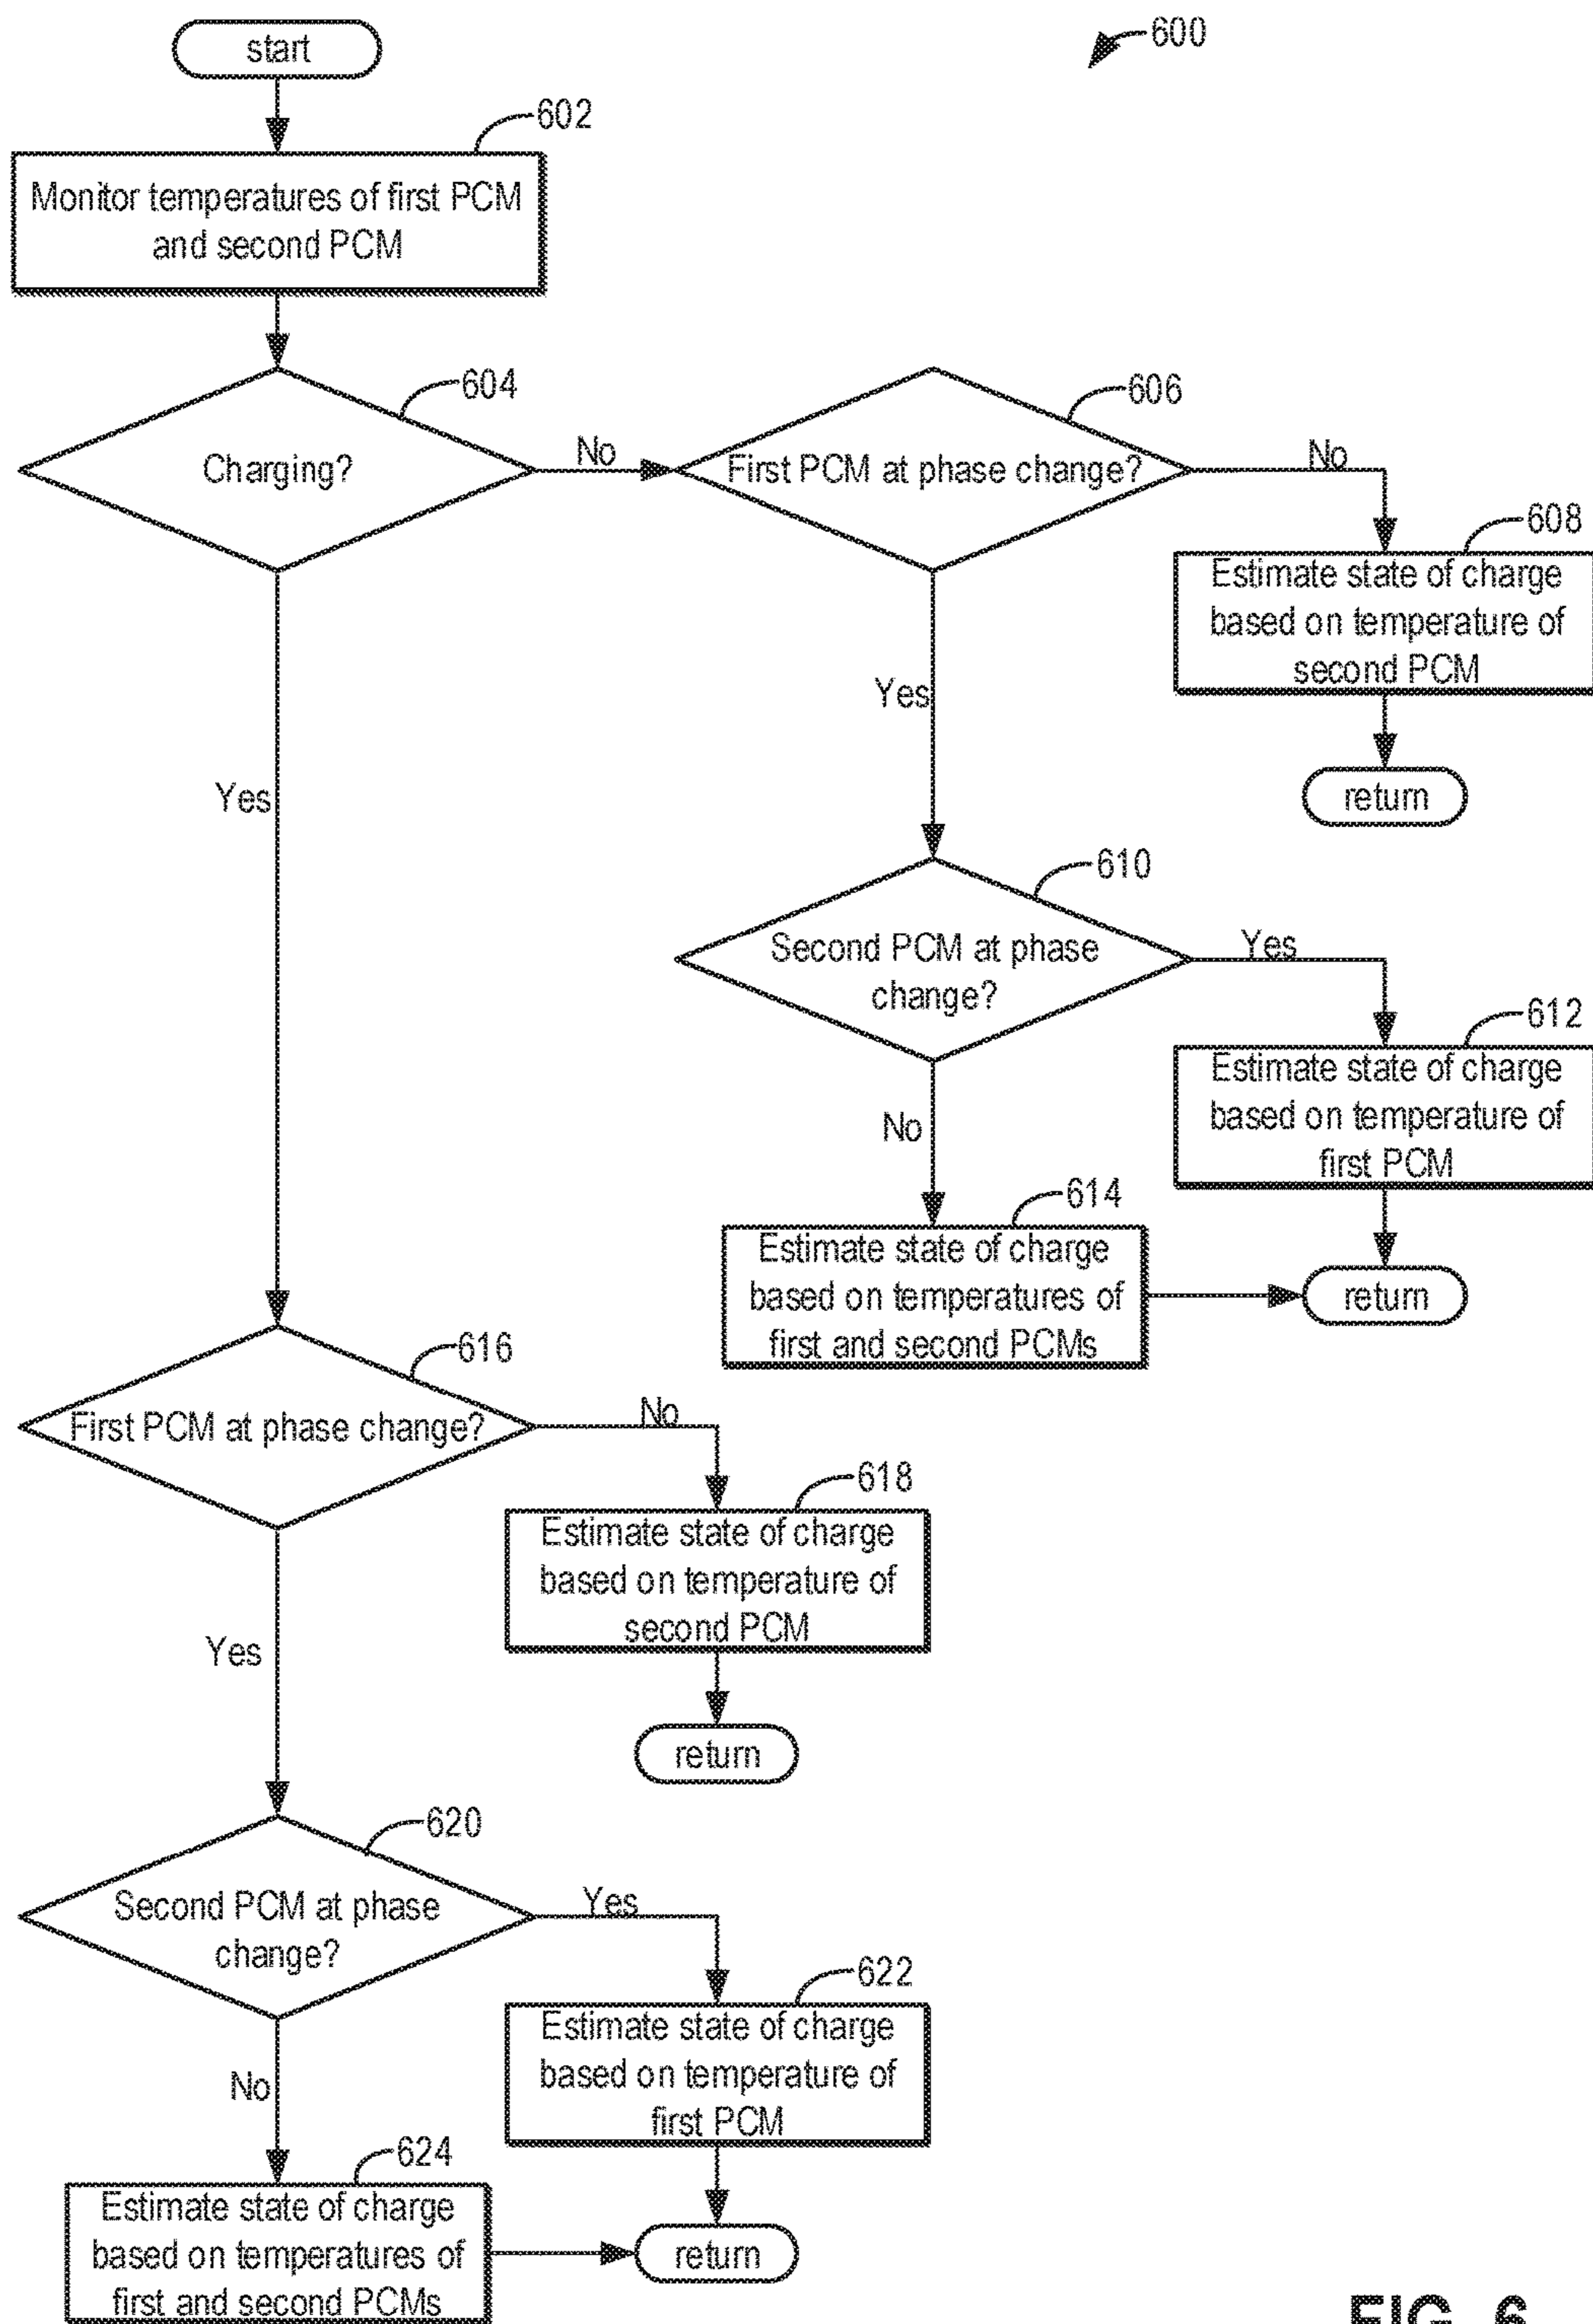 start
600
602
Monitor temperatures of first PCM
and second PCM
604
Charging?
No
606
First PCM at phase change?
No
608
Estimate state of charge
based on temperature of
second PCM
return
Yes
Yes
610
Second PCM at phase
change?
Yes
612
Estimate state of charge
based on temperature of
first PCM
return
No
614
Estimate state of charge
based on temperatures of
first and second PCMs
616
First PCM at phase change?
No
618
Estimate state of charge
based on temperature of
second PCM
return
Yes
620
Second PCM at phase
change?
Yes
622
Estimate state of charge
based on temperature of
first PCM
return
No
624
Estimate state of charge
based on temperatures of
first and second PCMs
FIG. 6